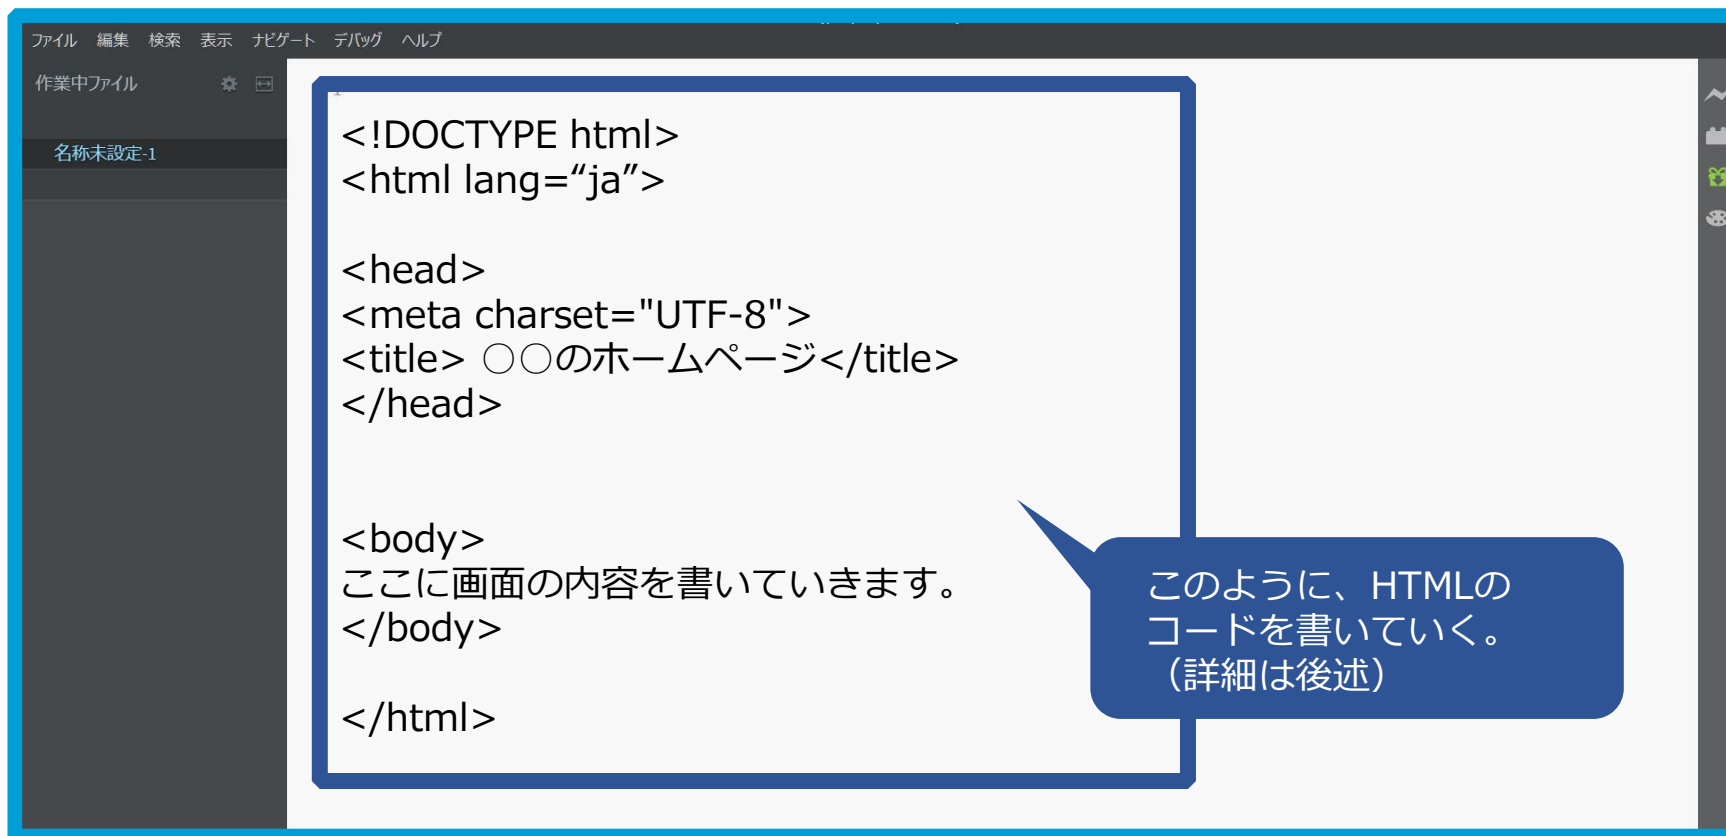 ファイル 編集 検索 表示 ナビゲート デバッグ ヘルプ
作業中ファイル
名称未設定-1
1
<!DOCTYPE html>
<html lang=“ja”>
<head>
<meta charset="UTF-8">
<title> ○○のホームページ</title>
</head>
<body>
ここに画面の内容を書いていきます。
</body>
</html>
このように、HTMLの
コードを書いていく。
（詳細は後述）